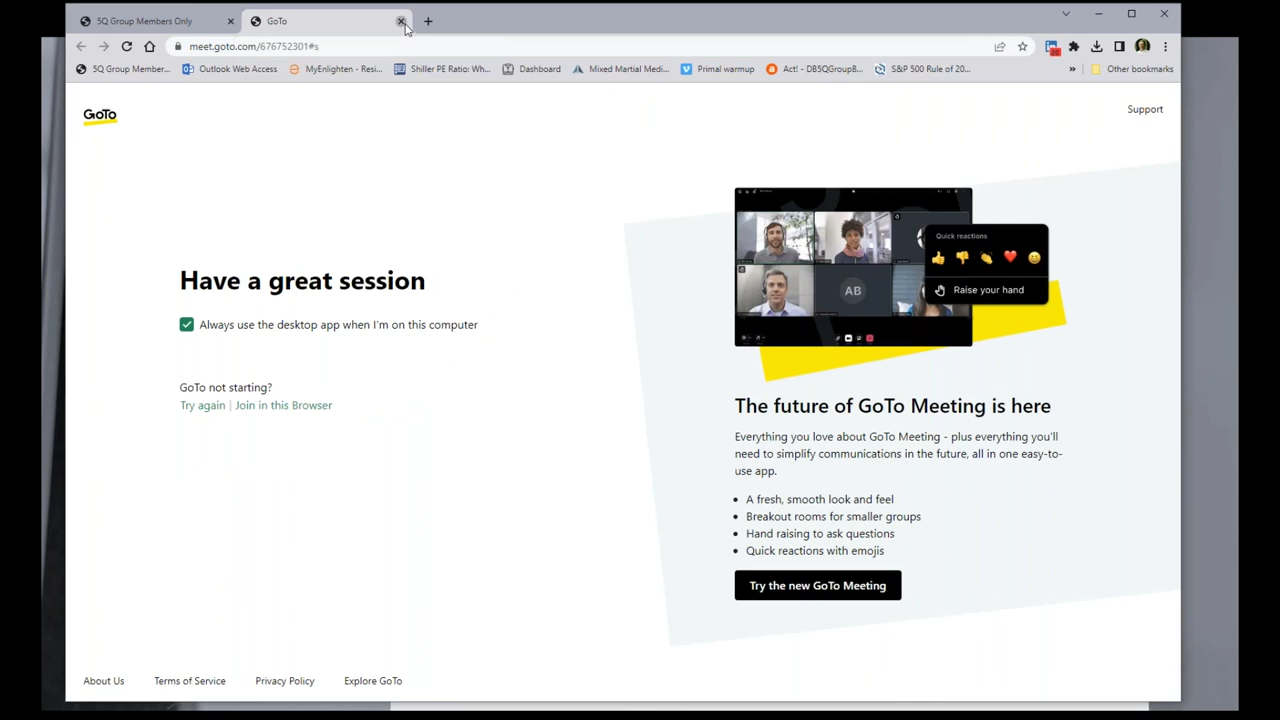 5Q Group Members Only
GoTo
meet.goto.com/676752301#s
5Q Group Member...
Outlook Web Access
MyEnlighten - Resi...
Shiller PE Ratio: Wh...
Dashboard
Mixed Martial Medi...
Primal warmup
Act! - DB5QGroupB...
S&P 500 Rule of 20...
»
Other bookmarks
GoTo
Support
Quick reactions
Raise your hand
AB
Have a great session
Always use the desktop app when I'm on this computer
GoTo not starting?
Try again | Join in this Browser
The future of GoTo Meeting is here
Everything you love about GoTo Meeting - plus everything you'll
need to simplify communications in the future, all in one easy-to-
use app.
• A fresh, smooth look and feel
• Breakout rooms for smaller groups
• Hand raising to ask questions
• Quick reactions with emojis
Try the new GoTo Meeting
About Us
Terms of Service
Privacy Policy
Explore GoTo